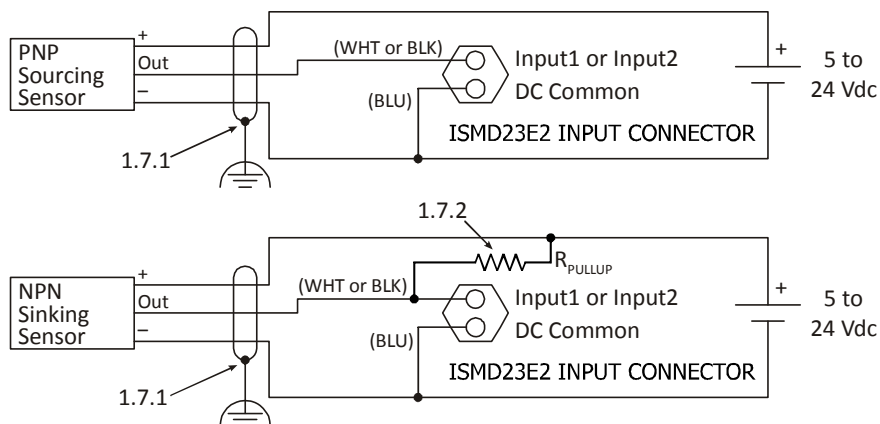 PNP
Sourcing
Sensor
+
Out
–
(WHT or BLK)
(BLU)
Input1 or Input2
DC Common
ISMD23E2 INPUT CONNECTOR
+
5 to
24 Vdc
1.7.1
1.7.2
RPULLUP
NPN
Sinking
Sensor
+
Out
–
(WHT or BLK)
(BLU)
Input1 or Input2
DC Common
ISMD23E2 INPUT CONNECTOR
+
5 to
24 Vdc
1.7.1